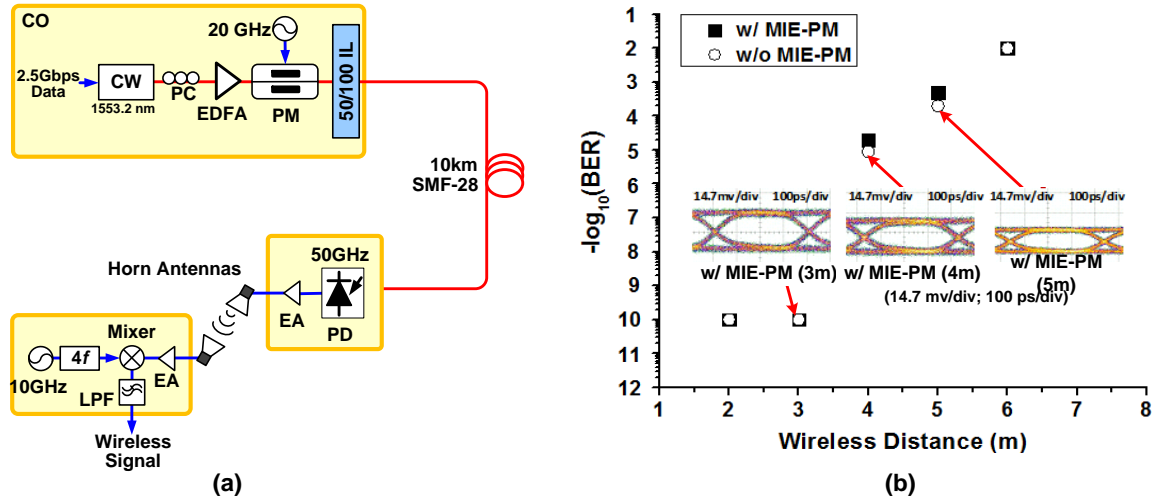 CO
20 GHz
2.5Gbps
Data
CW
1553.2 nm
PC
EDFA
PM
50/100 IL
10km
SMF-28
Horn Antennas
50GHz
EA
PD
Mixer
4f
10GHz
EA
LPF
Wireless
Signal
(a)
w/ MIE-PM
w/o MIE-PM
-log10(BER)
1
2
3
4
5
6
7
8
9
10
11
12
14.7mv/div 100ps/div
14.7mv/div 100ps/div
14.7mv/div 100ps/div
w/ MIE-PM (3m)
w/ MIE-PM (4m)
w/ MIE-PM
(5m)
(14.7 mv/div; 100 ps/div)
1 2 3 4 5 6 7 8
Wireless Distance (m)
(b)